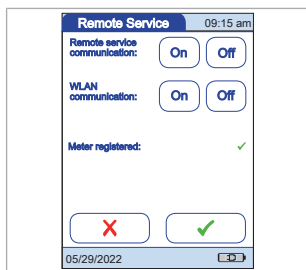 Remote Service 09:15 am
Remote service
communication:
On Off
WLAN
communication:
On Off
Meter registered:
05/29/2022